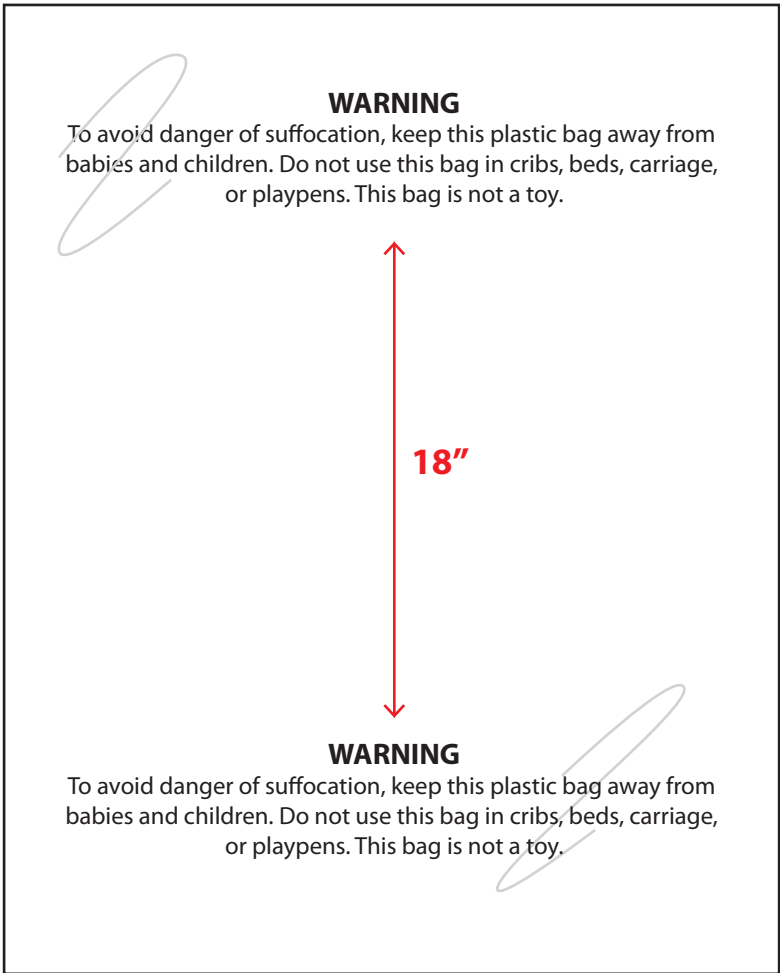 WARNING
To avoid danger of suffocation, keep this plastic bag away from
babies and children. Do not use this bag in cribs, beds, carriage,
or playpens. This bag is not a toy.
18”
WARNING
To avoid danger of suffocation, keep this plastic bag away from
babies and children. Do not use this bag in cribs, beds, carriage,
or playpens. This bag is not a toy.